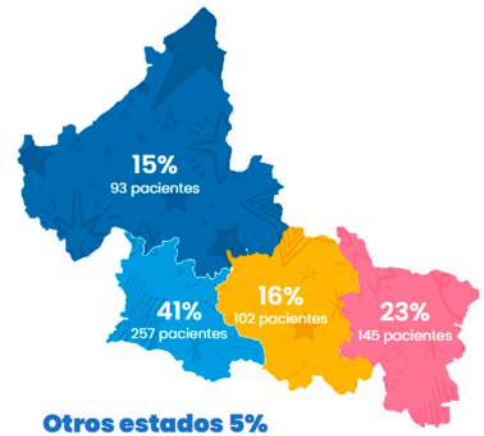 15%
93 pacientes
41%
257 pacientes
16%
102 pacientes
23%
145 pacientes
Otros estados 5%